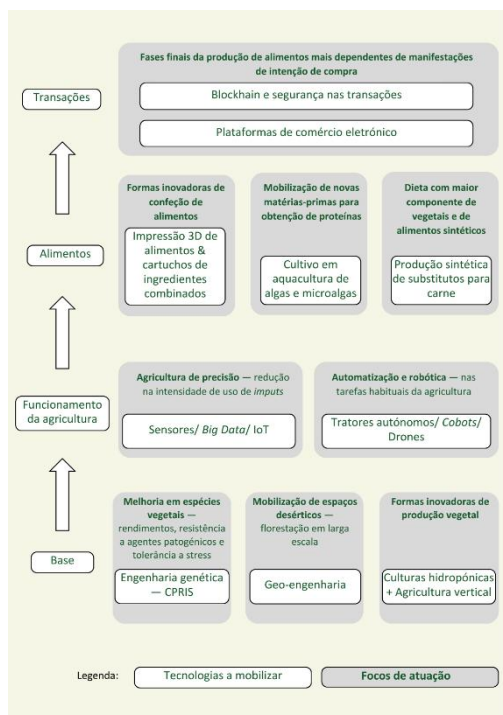 Fases finais da produção de alimentos mais dependentes de manifestações
de intenção de compra
Transações
Blockhain e segurança nas transações
Plataformas de comércio eletrónico
Formas inovadoras de
confeção de
alimentos
Impressão 3D de
alimentos &
cartuchos de
ingredientes
combinados
Mobilização de novas
matérias-primas para
obtenção de proteínas
Cultivo em
aquacultura de
algas e microalgas
Dieta com maior
componente de
vegetais e de
alimentos sintéticos
Produção sintética
de substitutos para
carne
Alimentos
Agricultura de precisão — redução
na intensidade de uso de imputs
Sensores/ Big Data/ IoT
Automatização e robótica — nas
tarefas habituais da agricultura
Tratores autónomos/ Cobots/
Drones
Funcionamento
da agricultura
Melhoria em espécies
vegetais —
rendimentos, resistência
a agentes patogénicos e
tolerância a stress
Engenharia genética
— CPRIS
Mobilização de espaços
desérticos —
florestação em larga
escala
Geo-engenharia
Formas inovadoras de
produção vegetal
Culturas hidropónicas
+ Agricultura vertical
Base
Legenda:
Tecnologias a mobilizar
Focos de atuação